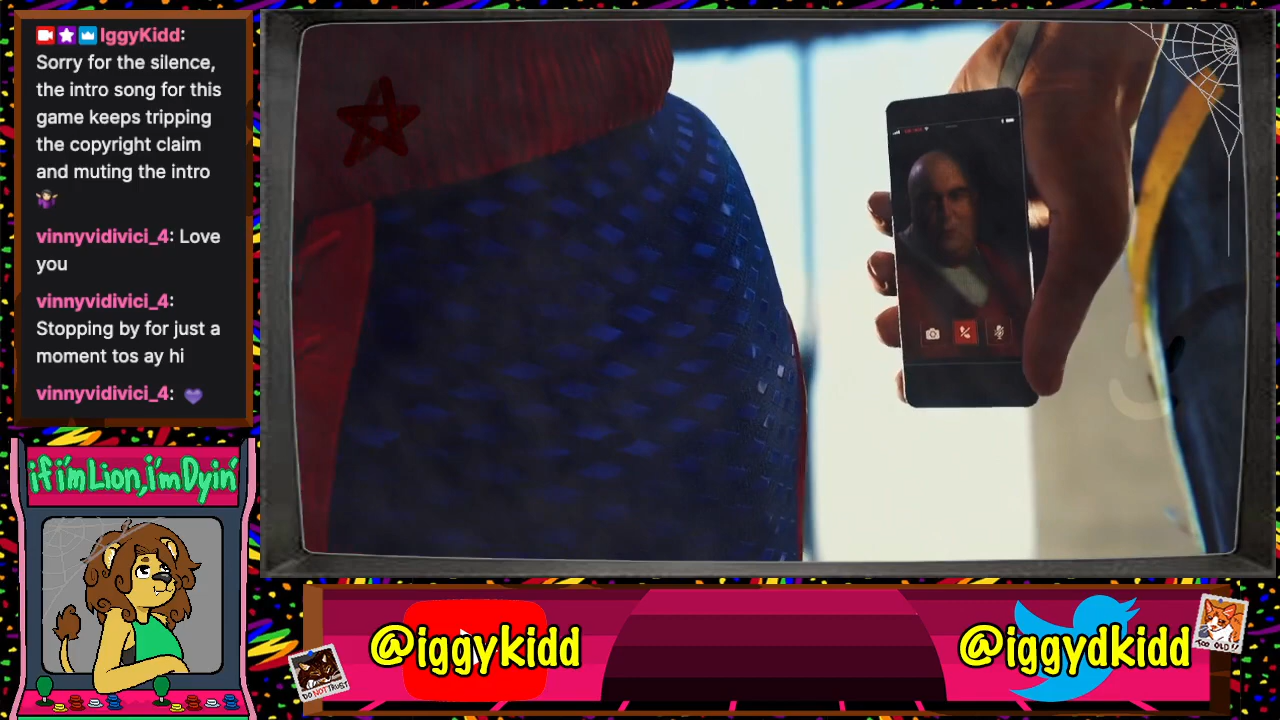 IggyKidd:
Sorry for the silence,
the intro song for this
game keeps tripping
the copyright claim
and muting the intro
vinnyvidivici_4: Love
you
vinnyvidivici_4:
Stopping by for just a
moment tos ay hi
vinnyvidivici_4:
if i'm Lion, i'm Dyin'
DO NOT TRUST
@iggykidd
@iggydkidd
TOO OLD!!